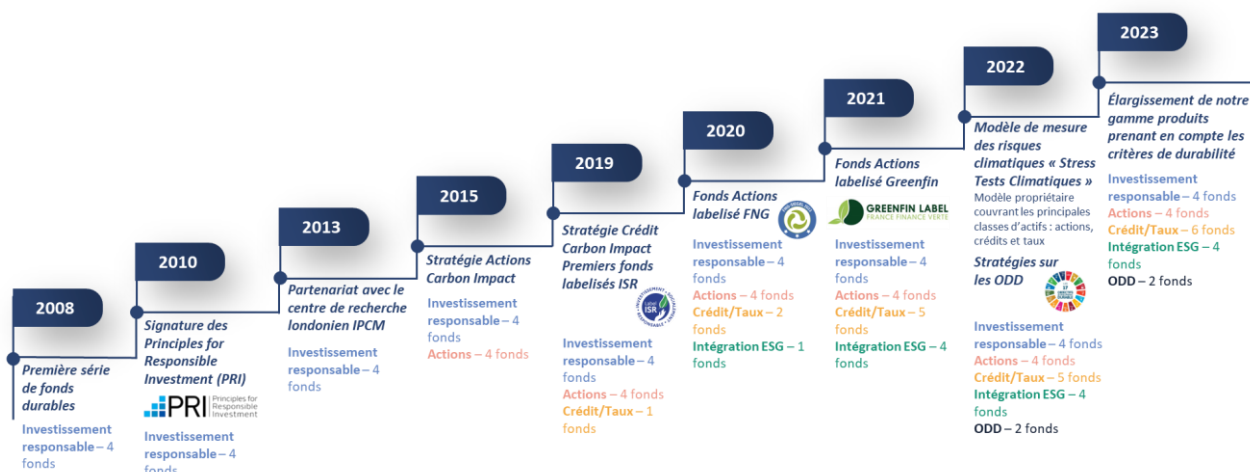 2008
Première série
de fonds
durables
Investissement
responsable – 4
fonds
2010
Signature des
Principles for
Responsible
Investment (PRI)
PRI Principles for
Responsible
Investment
Investissement
responsable – 4
fonds
2013
Partenariat avec le
centre de recherche
londonien IPCM
Investissement
responsable – 4
fonds
2015
Stratégie Actions
Carbon Impact
Investissement
responsable – 4
fonds
Actions – 4 fonds
2019
Stratégie Crédit
Carbon Impact
Premiers fonds
labelisés ISR
Label
ISR
Investissement
responsable – 4
fonds
Actions – 4 fonds
Crédit/Taux – 1
fonds
2020
Fonds Actions
labelisé FNG
Investissement
responsable – 4
fonds
Actions – 4 fonds
Crédit/Taux – 2
fonds
Intégration ESG – 1
fonds
2021
Fonds Actions
labelisé Greenfin
GREENFIN LABEL
FRANCE FINANCE VERTE
Investissement
responsable – 4
fonds
Actions – 4 fonds
Crédit/Taux – 5
fonds
Intégration ESG – 4
fonds
2022
Modèle de mesure
des risques
climatiques « Stress
Tests Climatiques »
Modèle propriétaire
couvrant les principales
classes d'actifs : actions,
crédits et taux
Stratégies sur
les ODD
Investissement
responsable – 4 fonds
Actions – 4 fonds
Crédit/Taux – 5 fonds
Intégration ESG – 4
fonds
ODD – 2 fonds
2023
Élargissement de notre
gamme produits
prenant en compte les
critères de durabilité
Investissement
responsable – 4 fonds
Actions – 4 fonds
Crédit/Taux – 6 fonds
Intégration ESG – 4
fonds
ODD – 2 fonds